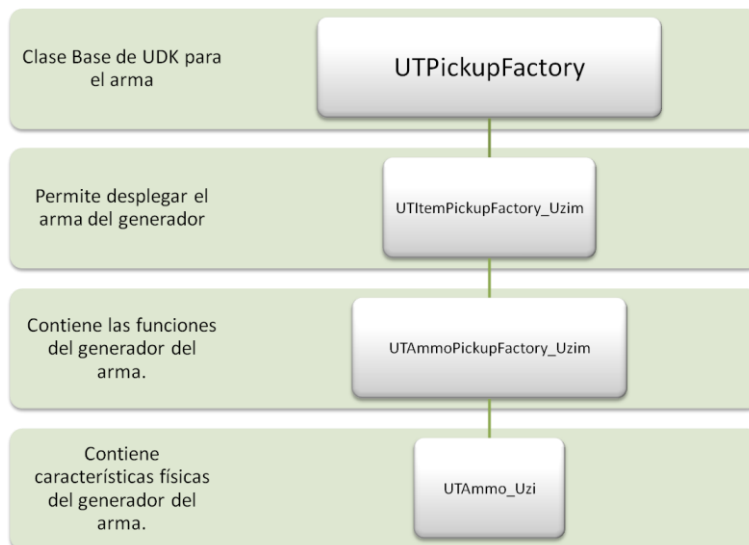 Clase Base de UDK para
el arma
UTPickupFactory
Permite desplegar el
arma del generador
UTItemPickupFactory_Uzim
Contiene las funciones
del generador del
arma.
UTAmmoPickupFactory_Uzim
Contiene
características físicas
del generador del
arma.
UTAmmo_Uzi